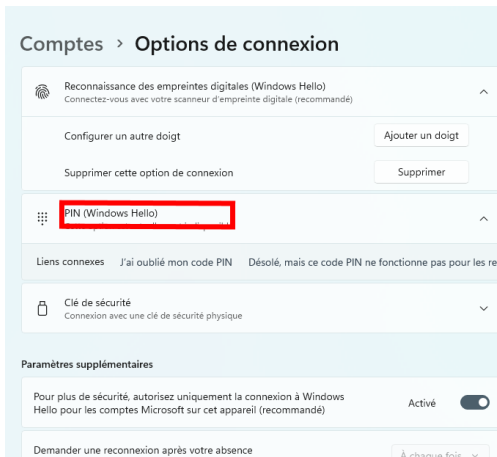 Comptes > Options de connexion
Reconnaissance des empreintes digitales (Windows Hello)
Connectez-vous avec votre scanneur d'empreinte digitale (recommandé)
Configurer un autre doigt
Ajouter un doigt
Supprimer cette option de connexion
Supprimer
PIN (Windows Hello)
Liens connexes J'ai oublié mon code PIN Désolé, mais ce code PIN ne fonctionne pas pour les re
Clé de sécurité
Connexion avec une clé de sécurité physique
Paramètres supplémentaires
Pour plus de sécurité, autorisez uniquement la connexion à Windows
Hello pour les comptes Microsoft sur cet appareil (recommandé)
Activé
Demander une reconnexion après votre absence
À chaque fois